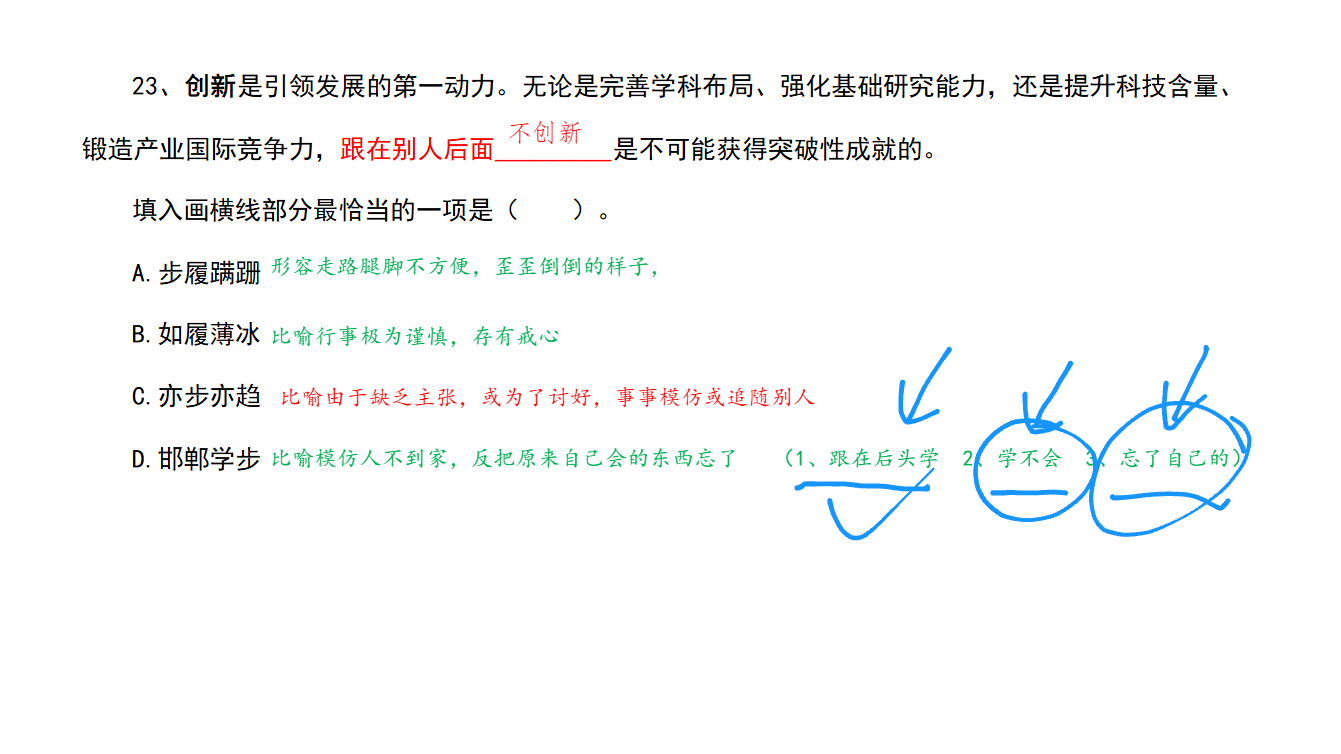 23、创新是引领发展的第一动力。无论是完善学科布局、强化基础研究能力，还是提升科技含量、
不创新
锻造产业国际竞争力，跟在别人后面_________是不可能获得突破性成就的。
填入画横线部分最恰当的一项是（　　）。
A.步履蹒跚 形容走路腿脚不方便，歪歪倒倒的样子，
B.如履薄冰 比喻行事极为谨慎，存有戒心
C.亦步亦趋 比喻由于缺乏主张，或为了讨好，事事模仿或追随别人
D.邯郸学步 比喻模仿人不到家，反把原来自己会的东西忘了 （1、跟在后头学 2、学不会 3、忘了自己的）